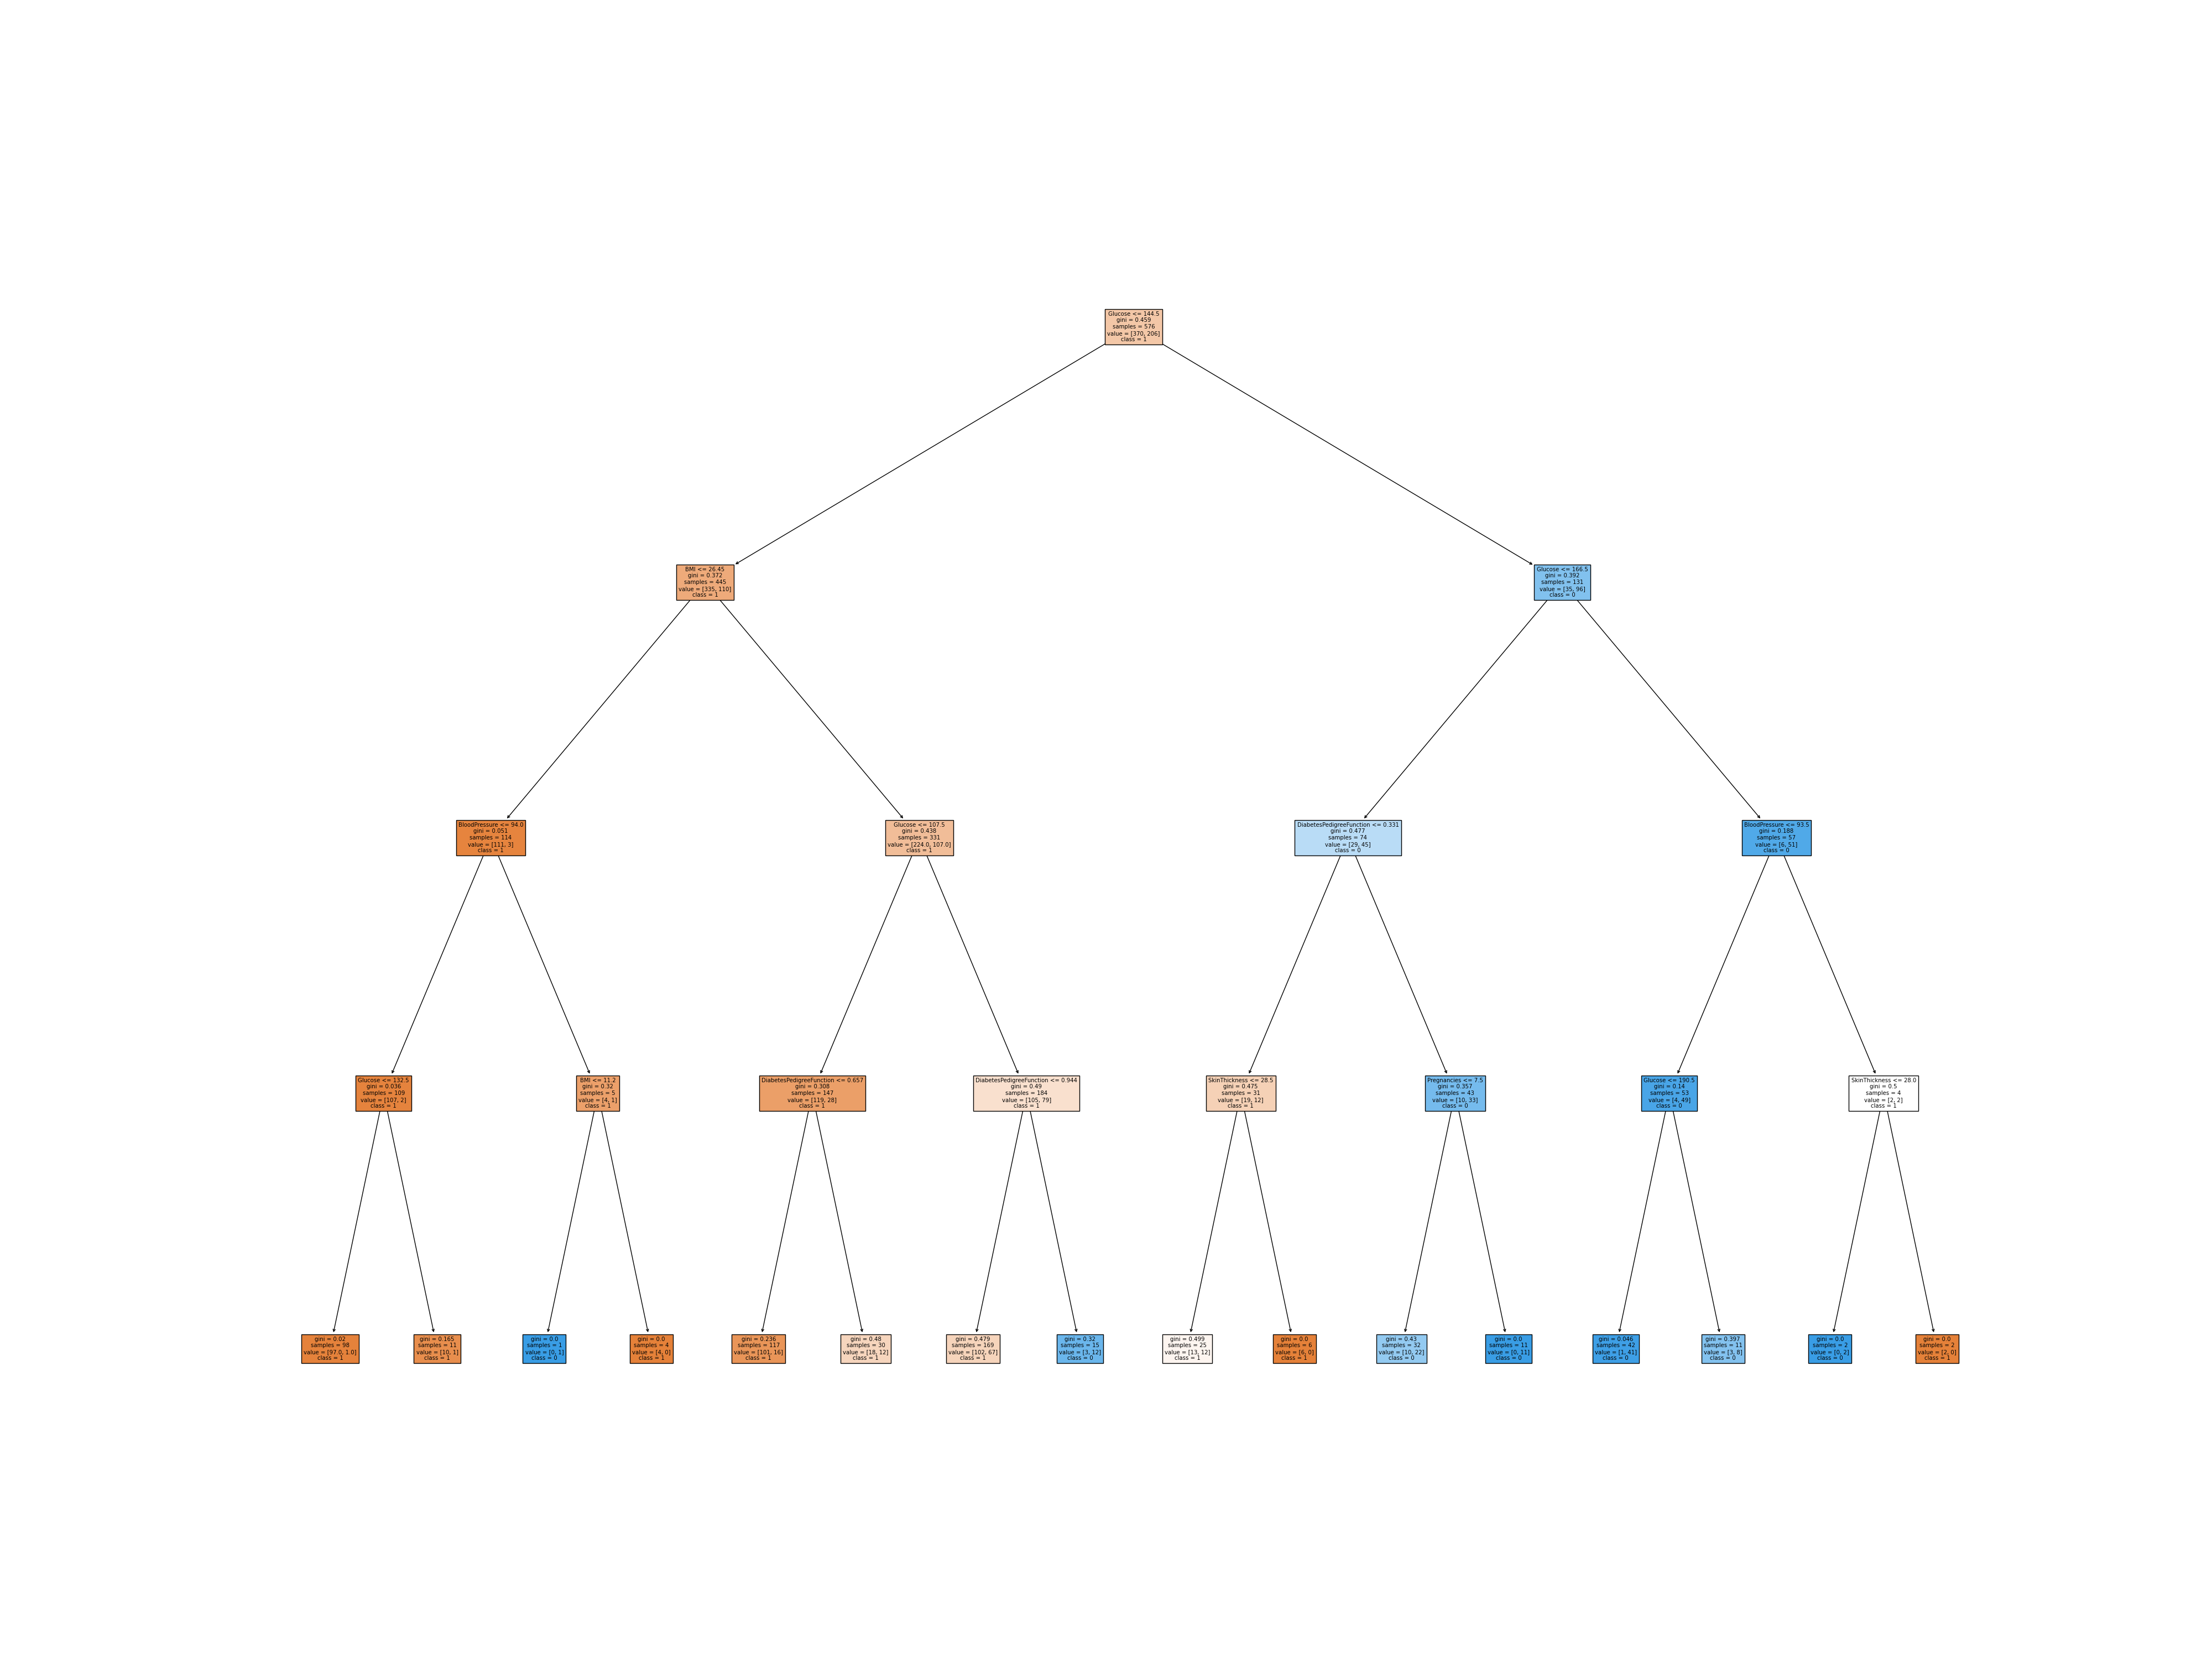 Glucose <= 144.5
gini = 0.459
samples = 576
value = [370, 206]
class = 1
BMI <= 26.45
gini = 0.372
samples = 445
value = [335, 110]
class = 1
Glucose <= 166.5
gini = 0.392
samples = 131
value = [35, 96]
class = 0
BloodPressure <= 94.0
gini = 0.051
samples = 114
value = [111, 3]
class = 1
Glucose <= 107.5
gini = 0.438
samples = 331
value = [224.0, 107.0]
class = 1
DiabetesPedigreeFunction <= 0.331
gini = 0.477
samples = 74
value = [29, 45]
class = 0
BloodPressure <= 93.5
gini = 0.188
samples = 57
value = [6, 51]
class = 0
Glucose <= 132.5
gini = 0.036
samples = 109
value = [107, 2]
class = 1
BMI <= 11.2
gini = 0.32
samples = 5
value = [4, 1]
class = 1
DiabetesPedigreeFunction <= 0.657
gini = 0.308
samples = 147
value = [119, 28]
class = 1
DiabetesPedigreeFunction <= 0.944
gini = 0.49
samples = 184
value = [105, 79]
class = 1
SkinThickness <= 28.5
gini = 0.475
samples = 31
value = [19, 12]
class = 1
Pregnancies <= 7.5
gini = 0.357
samples = 43
value = [10, 33]
class = 0
Glucose <= 190.5
gini = 0.14
samples = 53
value = [4, 49]
class = 0
SkinThickness <= 28.0
gini = 0.5
samples = 4
value = [2, 2]
class = 1
gini = 0.02
samples = 98
value = [97.0, 1.0]
class = 1
gini = 0.165
samples = 11
value = [10, 1]
class = 1
gini = 0.0
samples = 1
value = [0, 1]
class = 0
gini = 0.0
samples = 4
value = [4, 0]
class = 1
gini = 0.236
samples = 117
value = [101, 16]
class = 1
gini = 0.48
samples = 30
value = [18, 12]
class = 1
gini = 0.479
samples = 169
value = [102, 67]
class = 1
gini = 0.32
samples = 15
value = [3, 12]
class = 0
gini = 0.499
samples = 25
value = [13, 12]
class = 1
gini = 0.0
samples = 6
value = [6, 0]
class = 1
gini = 0.43
samples = 32
value = [10, 22]
class = 0
gini = 0.0
samples = 11
value = [0, 11]
class = 0
gini = 0.046
samples = 42
value = [1, 41]
class = 0
gini = 0.397
samples = 11
value = [3, 8]
class = 0
gini = 0.0
samples = 2
value = [0, 2]
class = 0
gini = 0.0
samples = 2
value = [2, 0]
class = 1